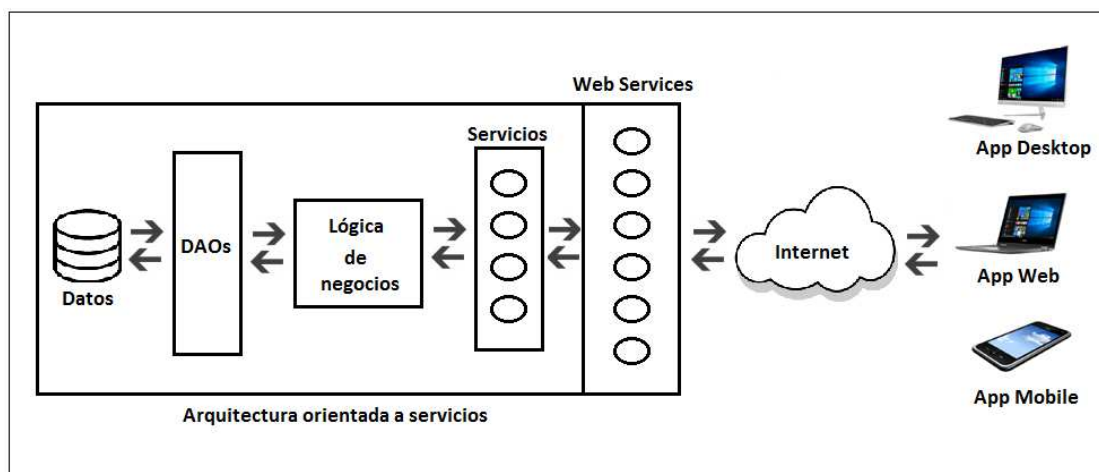 Web Services
Servicios
Datos
DAOs
Lógica
de
negocios
Internet
App Desktop
App Web
App Mobile
Arquitectura orientada a servicios